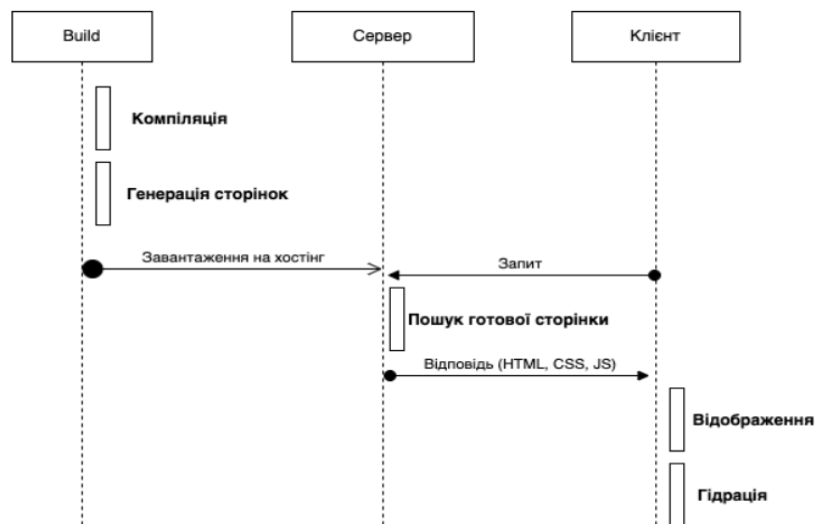 Build
Сервер
Клієнт
Компіляція
Генерація сторінок
Завантаження на хостінг
Запит
Пошук готової сторінки
Відповідь (HTML, CSS, JS)
Відображення
Гідрація